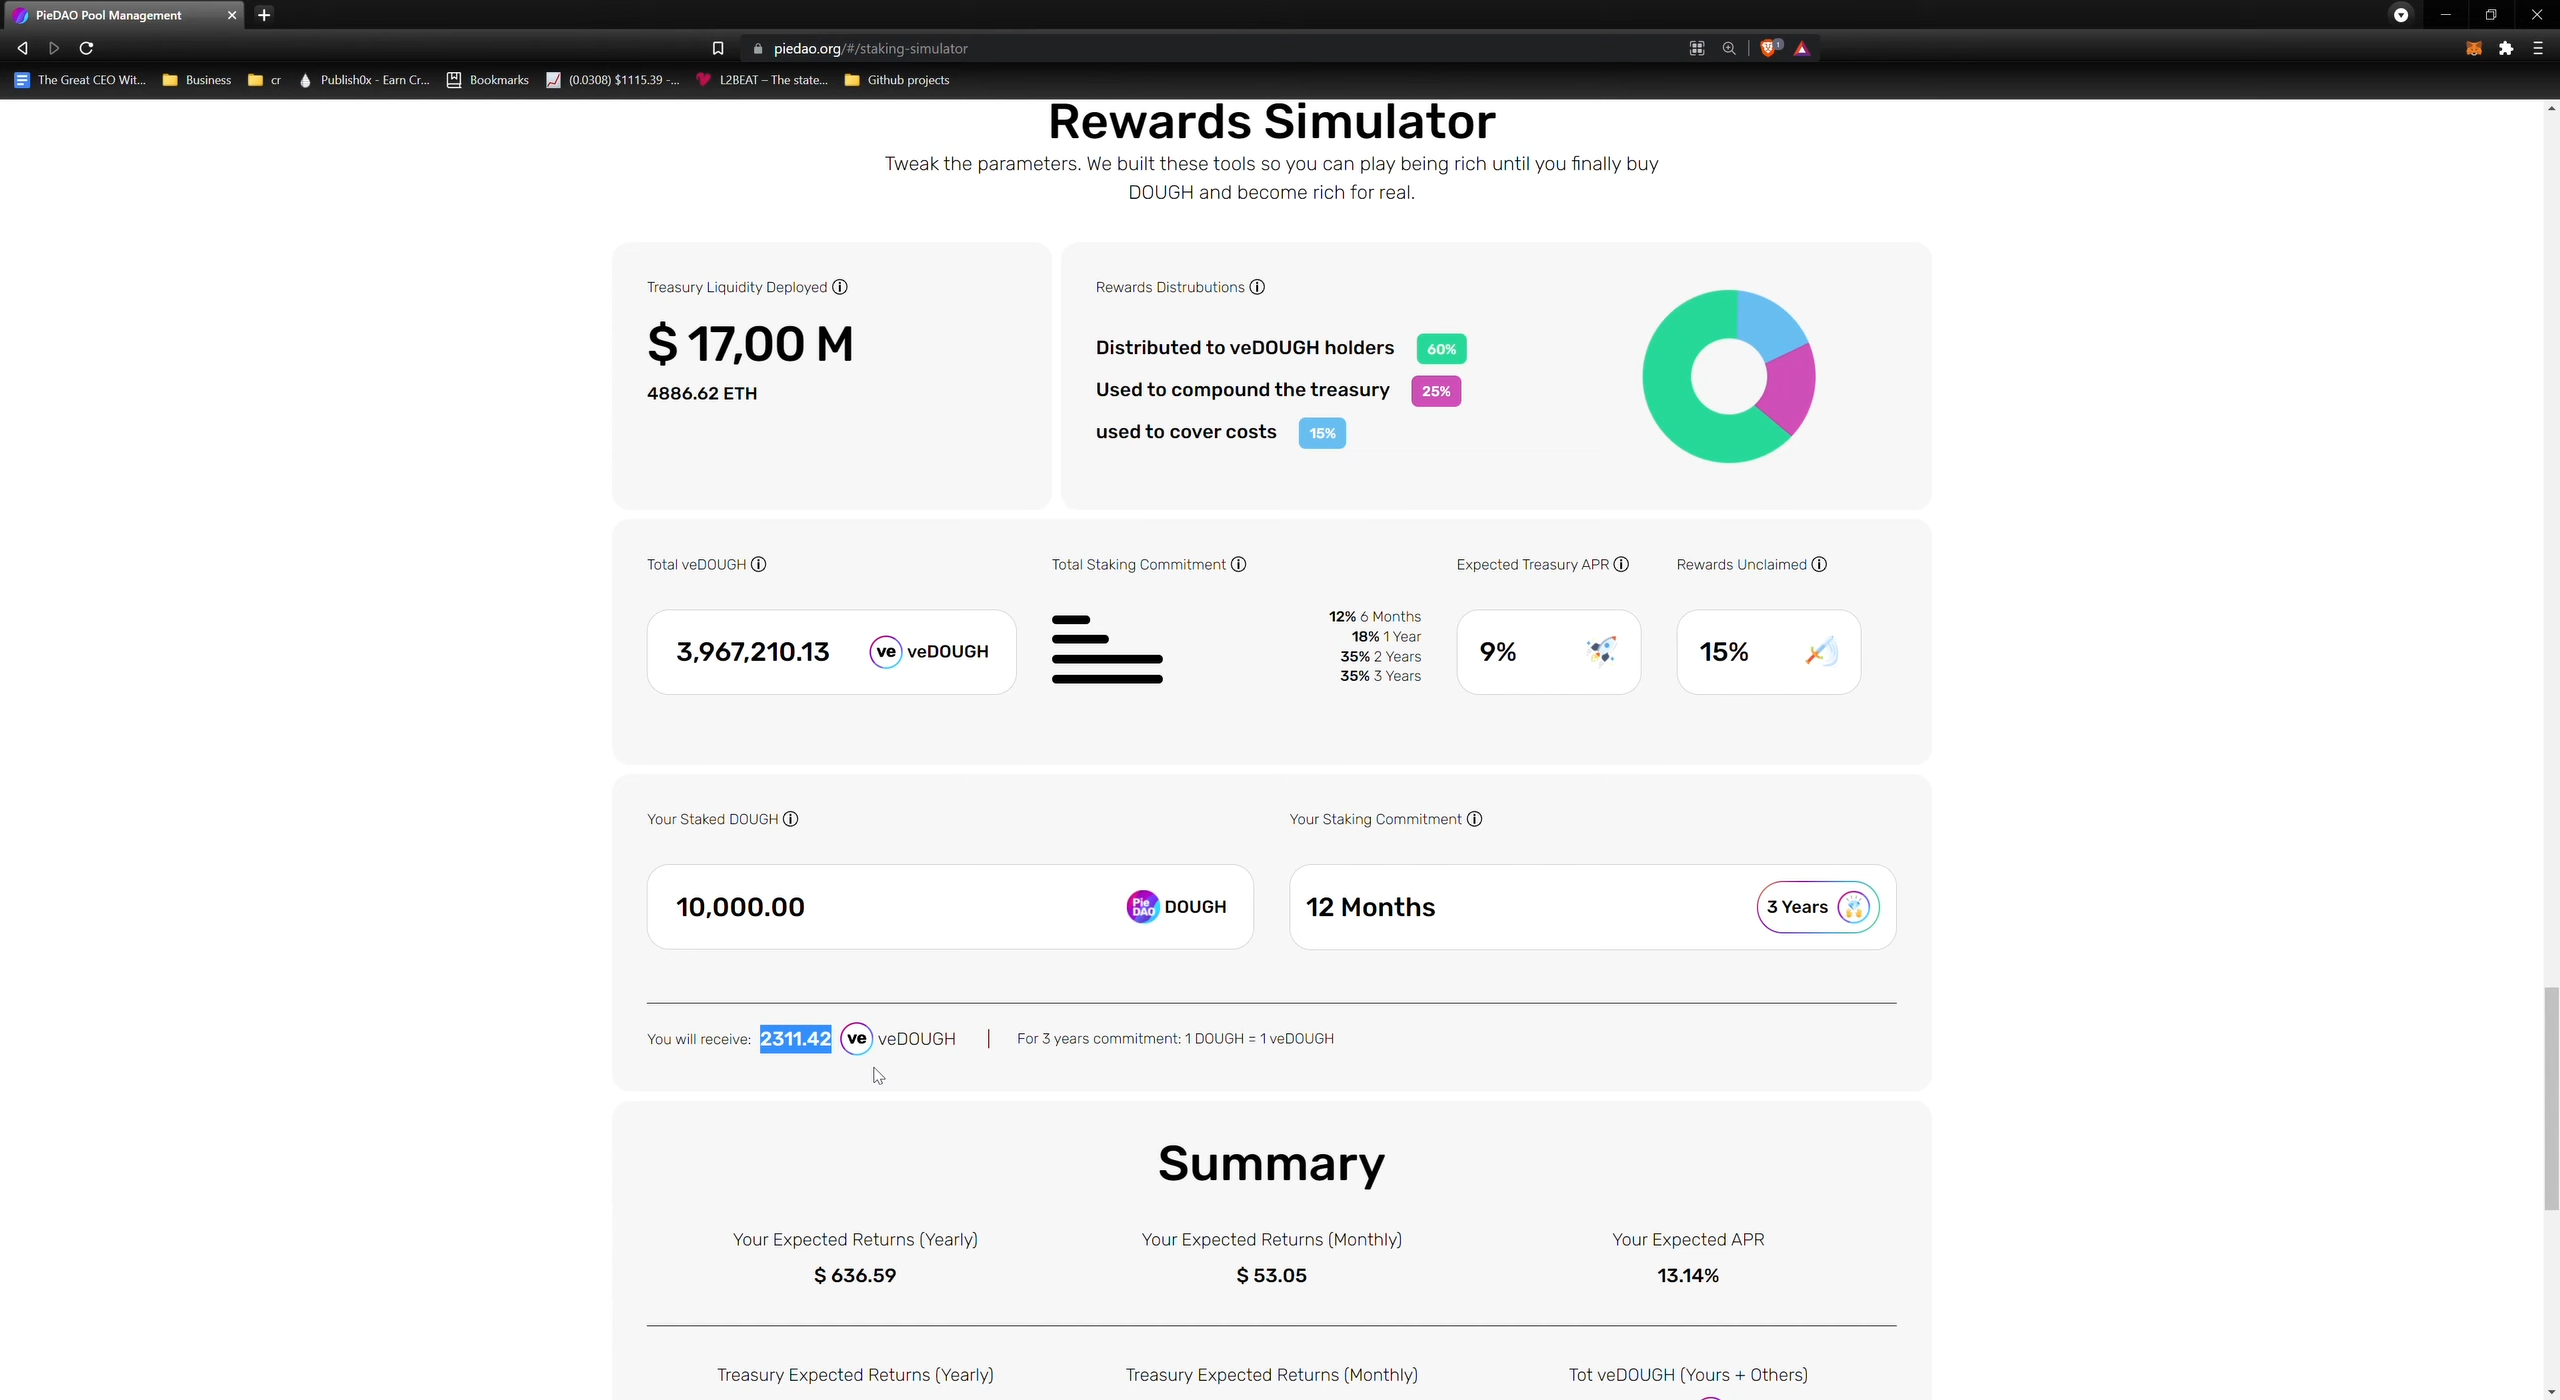 PieDAO Pool Management
piedao.org/#/staking-simulator
1
The Great CEO Wit...
Business
cr
Publish0x - Earn Cr...
Bookmarks
(0.0308) $1115.39 -...
L2BEAT – The state...
Github projects
Rewards Simulator
Tweak the parameters. We built these tools so you can play being rich until you finally buy
DOUGH and become rich for real.
Treasury Liquidity Deployed
$ 17,00 M
4886.62 ETH
Rewards Distrubutions
Distributed to veDOUGH holders 60%
Used to compound the treasury 25%
used to cover costs 15%
Total veDOUGH
3,967,210.13 ve veDOUGH
Total Staking Commitment
12% 6 Months
18% 1 Year
35% 2 Years
35% 3 Years
Expected Treasury APR
9%
Rewards Unclaimed
15%
Your Staked DOUGH
10,000.00 Pie DAO DOUGH
Your Staking Commitment
12 Months 3 Years
You will receive: 2311.42 ve veDOUGH | For 3 years commitment: 1 DOUGH = 1 veDOUGH
Summary
Your Expected Returns (Yearly)
$ 636.59
Your Expected Returns (Monthly)
$ 53.05
Your Expected APR
13.14%
Treasury Expected Returns (Yearly)
Treasury Expected Returns (Monthly)
Tot veDOUGH (Yours + Others)